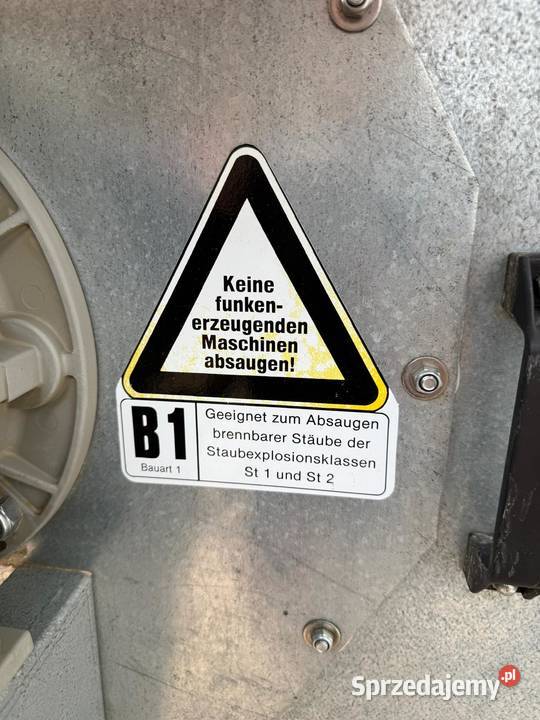 Keine
funken-
erzeugenden
Maschinen
absaugen!
B1
Bauart 1
Geeignet zum Absaugen
brennbarer Stäube der
Staubexplosionsklassen
St 1 und St 2
Sprzedajemy.pl